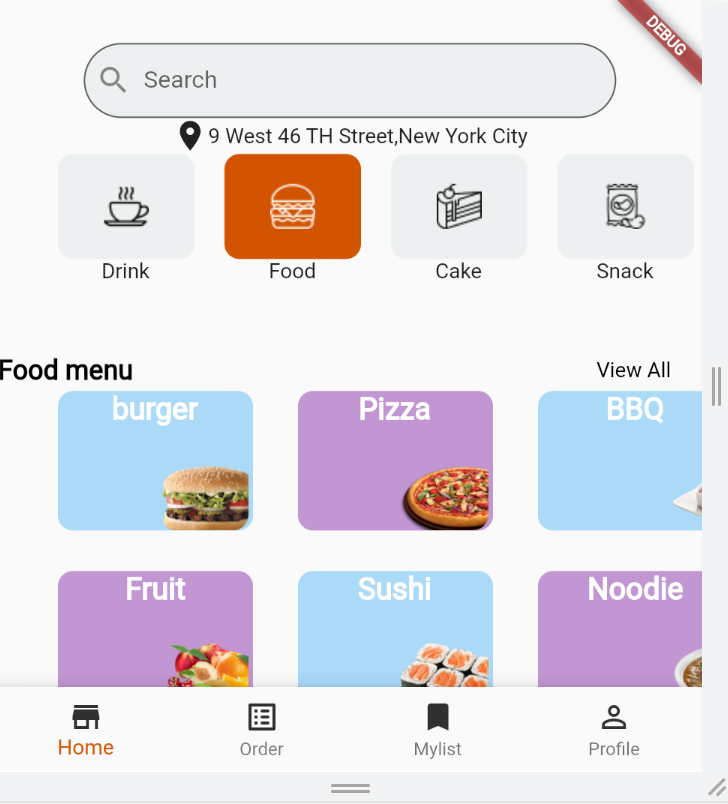 DEBUG
Search
9 West 46 TH Street,New York City
Drink Food Cake Snack
Food menu View All
burger Pizza BBQ
Fruit Sushi Noodie
Home Order Mylist Profile